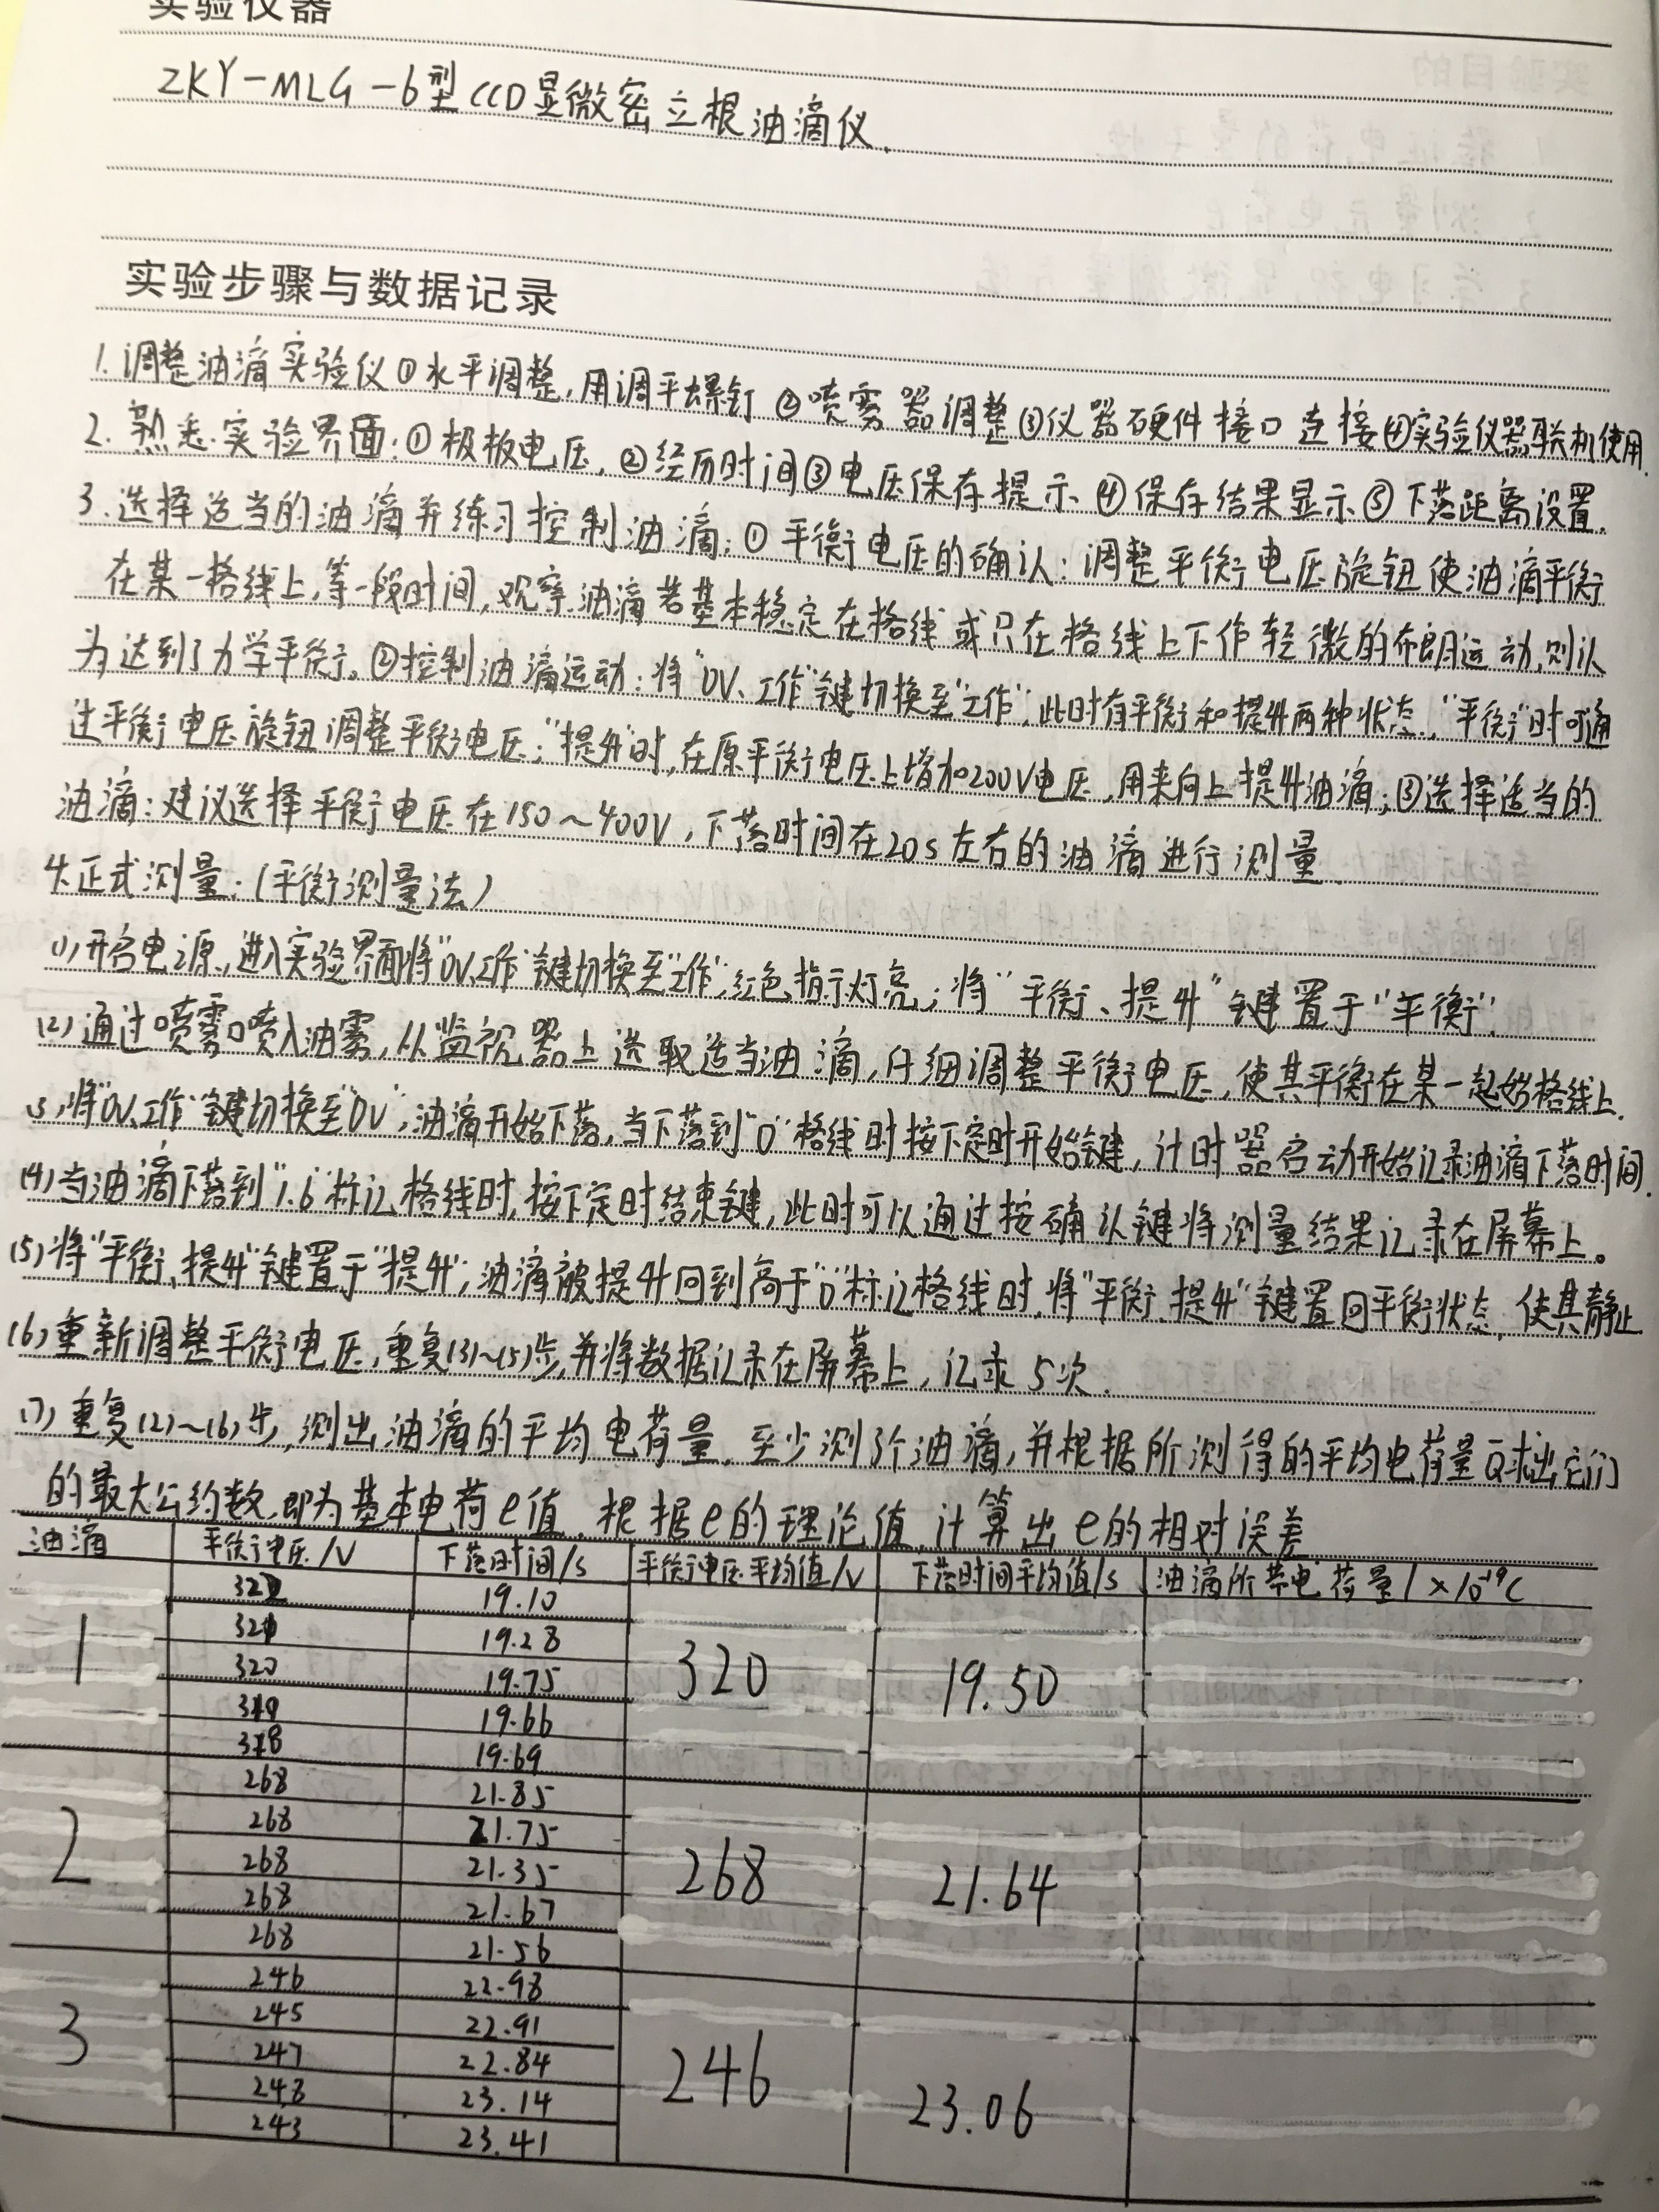 实验仪器
ZKY-MLG-6型CCD显微密立根油滴仪.
实验步骤与数据记录
1.调整油滴实验仪①水平调整,用调平螺钉 ②喷雾器调整③仪器硬件接口连接④实验仪器联机使用.
2.熟悉实验界面:①极板电压,②经历时间③电压保存提示④保存结果显示⑤下落距离设置.
3.选择适当的油滴并练习控制油滴:①平衡电压的确认:调整平衡电压旋钮使油滴平衡
在某一格线上,等一段时间,观察油滴若基本稳定在格线或只在格线上下作轻微的布朗运动,则认
为达到了力学平衡。②控制油滴运动:将"0V、工作"键切换至"工作";此时有平衡和提升两种状态.,"平衡"时可通
过平衡电压旋钮调整平衡电压;"提升"时,在原平衡电压上增加200V电压,用来向上提升油滴;③选择适当的
油滴:建议选择平衡电压在150~400V,下落时间在20s左右的油滴进行测量.
4.正式测量:(平衡测量法)
(1)开启电源,进入实验界面将"0V.工作"键切换至"工作";红色指示灯亮;将"平衡、提升"键置于"平衡".
(2)通过喷雾口喷入油雾,从监视器上选取适当油滴,仔细调整平衡电压,使其平衡在某一起始格线上.
(3)将"0V、工作"键切换至"0V",油滴开始下落,当下落到"0"格线时按下定时开始键,计时器启动开始记录油滴下落时间.
(4)当油滴下落到"1.6"标记格线时,按下定时结束键,此时可以通过按确认键将测量结果记录在屏幕上。
(5)将"平衡、提升"键置于"提升";油滴被提升回到高于"0"标记格线时,将"平衡.提升"键置回平衡状态,使其静止
(6)重新调整平衡电压,重复(3)~(5)步,并将数据记录在屏幕上,记录5次.
(7)重复(2)~(6)步,测出油滴的平均电荷量,至少测3个油滴,并根据所测得的平均电荷量Q求出它们
的最大公约数,即为基本电荷e值.根据e的理论值,计算出e的相对误差
油滴 平衡电压/V 下落时间/s 平衡电压平均值/V 下落时间平均值/s 油滴所带电荷量/×10⁻¹⁹C
322 19.10
321 19.28
1 320 19.75 320 19.50
319 19.66
318 19.69
268 21.85
268 21.75
2 268 21.35 268 21.64
268 21.67
268 21.56
246 22.98
245 22.91
3 247 22.84 246 23.06
248 23.14
243 23.41